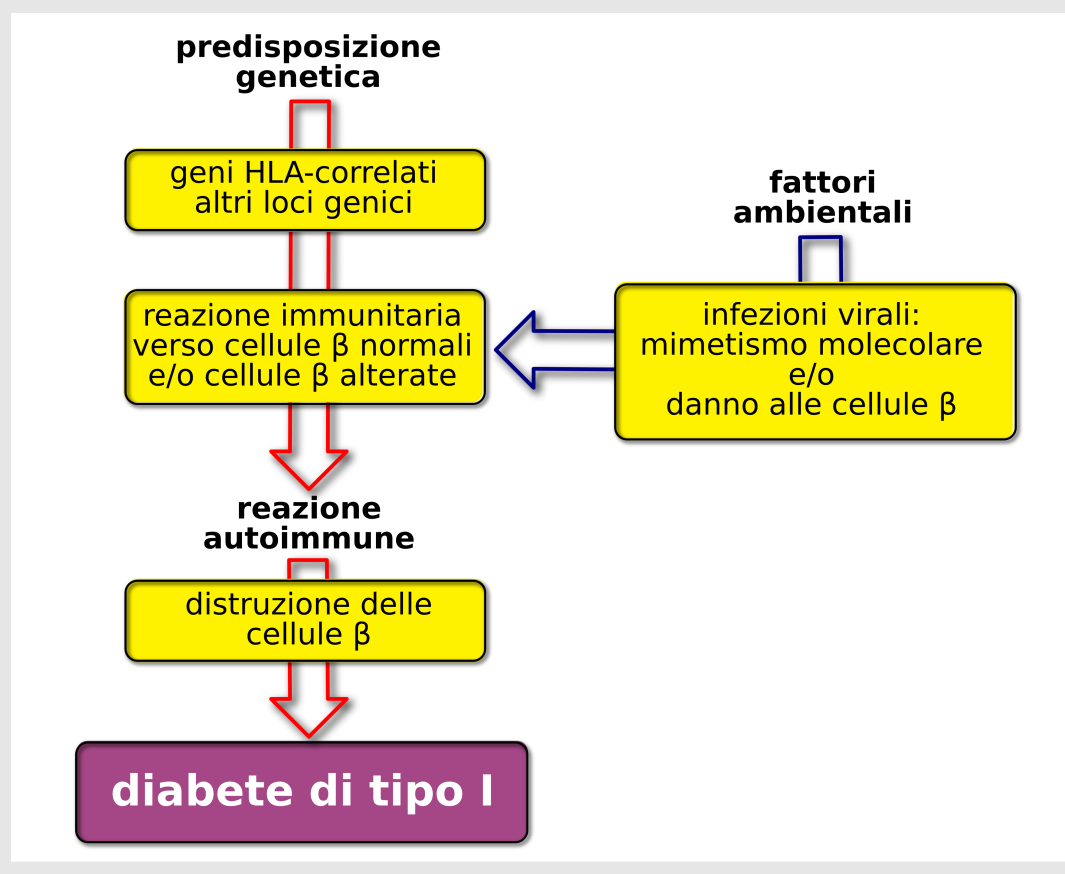 predisposizione
genetica
geni HLA-correlati
altri loci genici
fattori
ambientali
reazione immunitaria
verso cellule β normali
e/o cellule β alterate
infezioni virali:
mimetismo molecolare
e/o
danno alle cellule β
reazione
autoimmune
distruzione delle
cellule β
diabete di tipo I